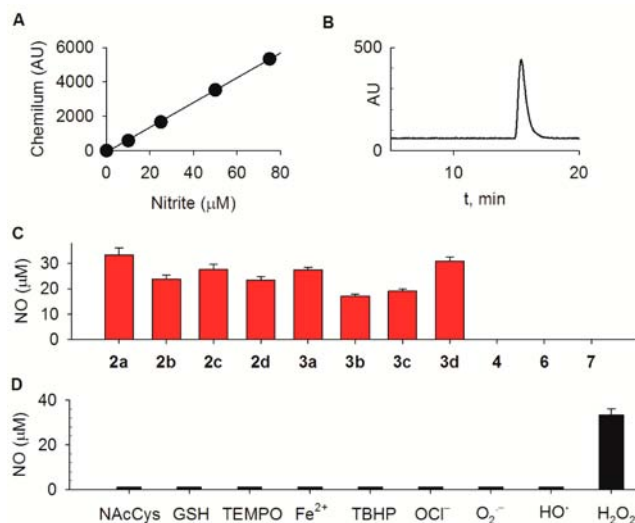 A
B
6000
4000
2000
0
Chemilum (AU)
0 20 40 60 80
Nitrite (μM)
500
0
AU
10 20
t, min
C
30
20
10
0
NO (μM)
2a 2b 2c 2d 3a 3b 3c 3d 4 6 7
D
40
20
0
NO (μM)
NAcCys GSH TEMPO Fe²⁺ TBHP OCl⁻ O₂·⁻ HO· H₂O₂